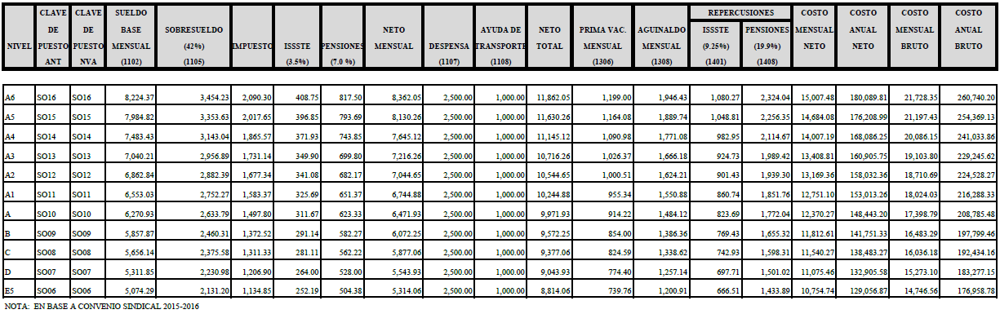 NIVEL CLAVE DE PUESTO ANT CLAVE DE PUESTO NVA SUELDO BASE MENSUAL (1102) SOBRESUELDO (42%) (1105) IMPUESTO ISSSTE (3.5%) PENSIONES (7.0 %) NETO MENSUAL DESPENSA (1107) AYUDA DE TRANSPORTE (1108) NETO TOTAL PRIMA VAC. MENSUAL (1306) AGUINALDO MENSUAL (1308) REPERCUSIONES ISSSTE (9.25%) (1401) PENSIONES (19.9%) (1408) COSTO MENSUAL NETO COSTO ANUAL NETO COSTO MENSUAL BRUTO COSTO ANUAL BRUTO
A6 SO16 SO16 8,224.37 3,454.23 2,090.30 408.75 817.50 8,362.05 2,500.00 1,000.00 11,862.05 1,199.00 1,946.43 1,080.27 2,324.04 15,007.48 180,089.81 21,728.35 260,740.20
A5 SO15 SO15 7,984.82 3,353.63 2,017.65 396.85 793.69 8,130.26 2,500.00 1,000.00 11,630.26 1,164.08 1,889.74 1,048.81 2,256.35 14,684.08 176,208.99 21,197.43 254,369.13
A4 SO14 SO14 7,483.43 3,143.04 1,865.57 371.93 743.85 7,645.12 2,500.00 1,000.00 11,145.12 1,090.98 1,771.08 982.95 2,114.67 14,007.19 168,086.25 20,086.15 241,033.86
A3 SO13 SO13 7,040.21 2,956.89 1,731.14 349.90 699.80 7,216.26 2,500.00 1,000.00 10,716.26 1,026.37 1,666.18 924.73 1,989.42 13,408.81 160,905.75 19,103.80 229,245.62
A2 SO12 SO12 6,862.84 2,882.39 1,677.34 341.08 682.17 7,044.65 2,500.00 1,000.00 10,544.65 1,000.51 1,624.21 901.43 1,939.30 13,169.36 158,032.36 18,710.69 224,528.27
A1 SO11 SO11 6,553.03 2,752.27 1,583.37 325.69 651.37 6,744.88 2,500.00 1,000.00 10,244.88 955.34 1,550.88 860.74 1,851.76 12,751.10 153,013.26 18,024.03 216,288.33
A SO10 SO10 6,270.93 2,633.79 1,497.80 311.67 623.33 6,471.93 2,500.00 1,000.00 9,971.93 914.22 1,484.12 823.69 1,772.04 12,370.27 148,443.20 17,398.79 208,785.48
B SO09 SO09 5,857.87 2,460.31 1,372.52 291.14 582.27 6,072.25 2,500.00 1,000.00 9,572.25 854.00 1,386.36 769.43 1,655.32 11,812.61 141,751.33 16,483.29 197,799.46
C SO08 SO08 5,656.14 2,375.58 1,311.33 281.11 562.22 5,877.06 2,500.00 1,000.00 9,377.06 824.59 1,338.62 742.93 1,598.31 11,540.27 138,483.27 16,036.18 192,434.16
D SO07 SO07 5,311.85 2,230.98 1,206.90 264.00 528.00 5,543.93 2,500.00 1,000.00 9,043.93 774.40 1,257.14 697.71 1,501.02 11,075.46 132,905.58 15,273.10 183,277.15
E5 SO06 SO06 5,074.29 2,131.20 1,134.85 252.19 504.38 5,314.06 2,500.00 1,000.00 8,814.06 739.76 1,200.91 666.51 1,433.89 10,754.74 129,056.87 14,746.56 176,958.78
NOTA: EN BASE A CONVENIO SINDICAL 2015-2016